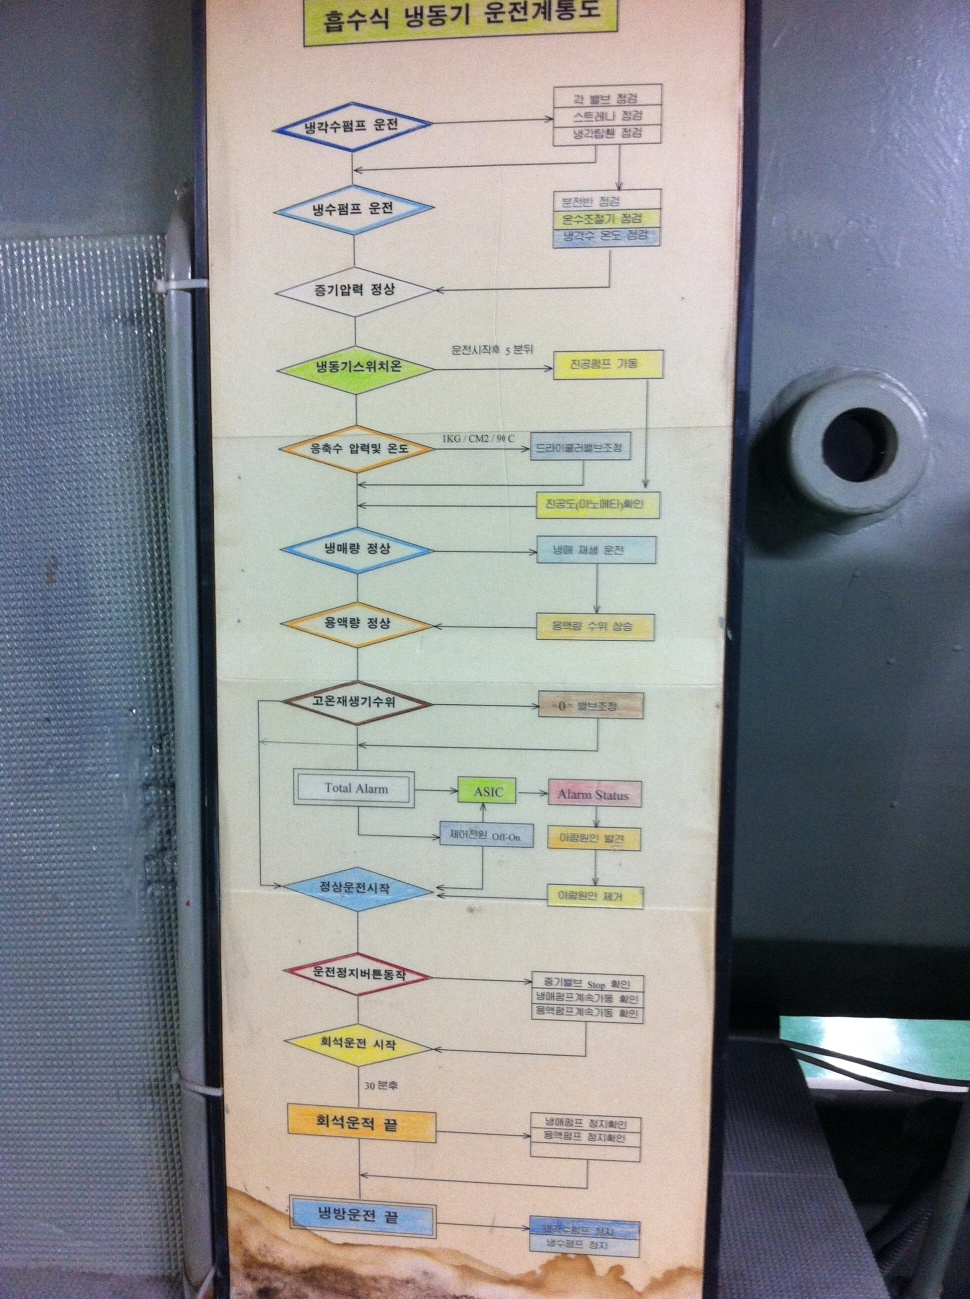 흡수식 냉동기 운전계통도
냉각수펌프 운전
각 밸브 점검
스트레나 점검
냉각탑휀 점검
냉수펌프 운전
분전반 점검
온수조절기 점검
냉각수 온도 점검
증기압력 정상
냉동기스위치온
운전시작후 5 분뒤
진공펌프 가동
응축수 압력및 온도
1KG / CM2 / 90 C
드라이쿨러밸브조정
진공도(마노메타)확인
냉매량 정상
냉매 재생 운전
용액량 정상
용액량 수위 상승
고온재생기수위
-0- 밸브조정
Total Alarm
ASIC
Alarm Status
제어전원 Off-On
아람원인 발견
정상운전시작
아람원인 제거
운전정지버튼동작
증기밸브 Stop 확인
냉매펌프계속가동 확인
용액펌프계속가동 확인
희석운전 시작
30 분후
희석운적 끝
냉매펌프 정지확인
용액펌프 정지확인
냉방운전 끝
냉각수펌프 정지
냉수펌프 정지